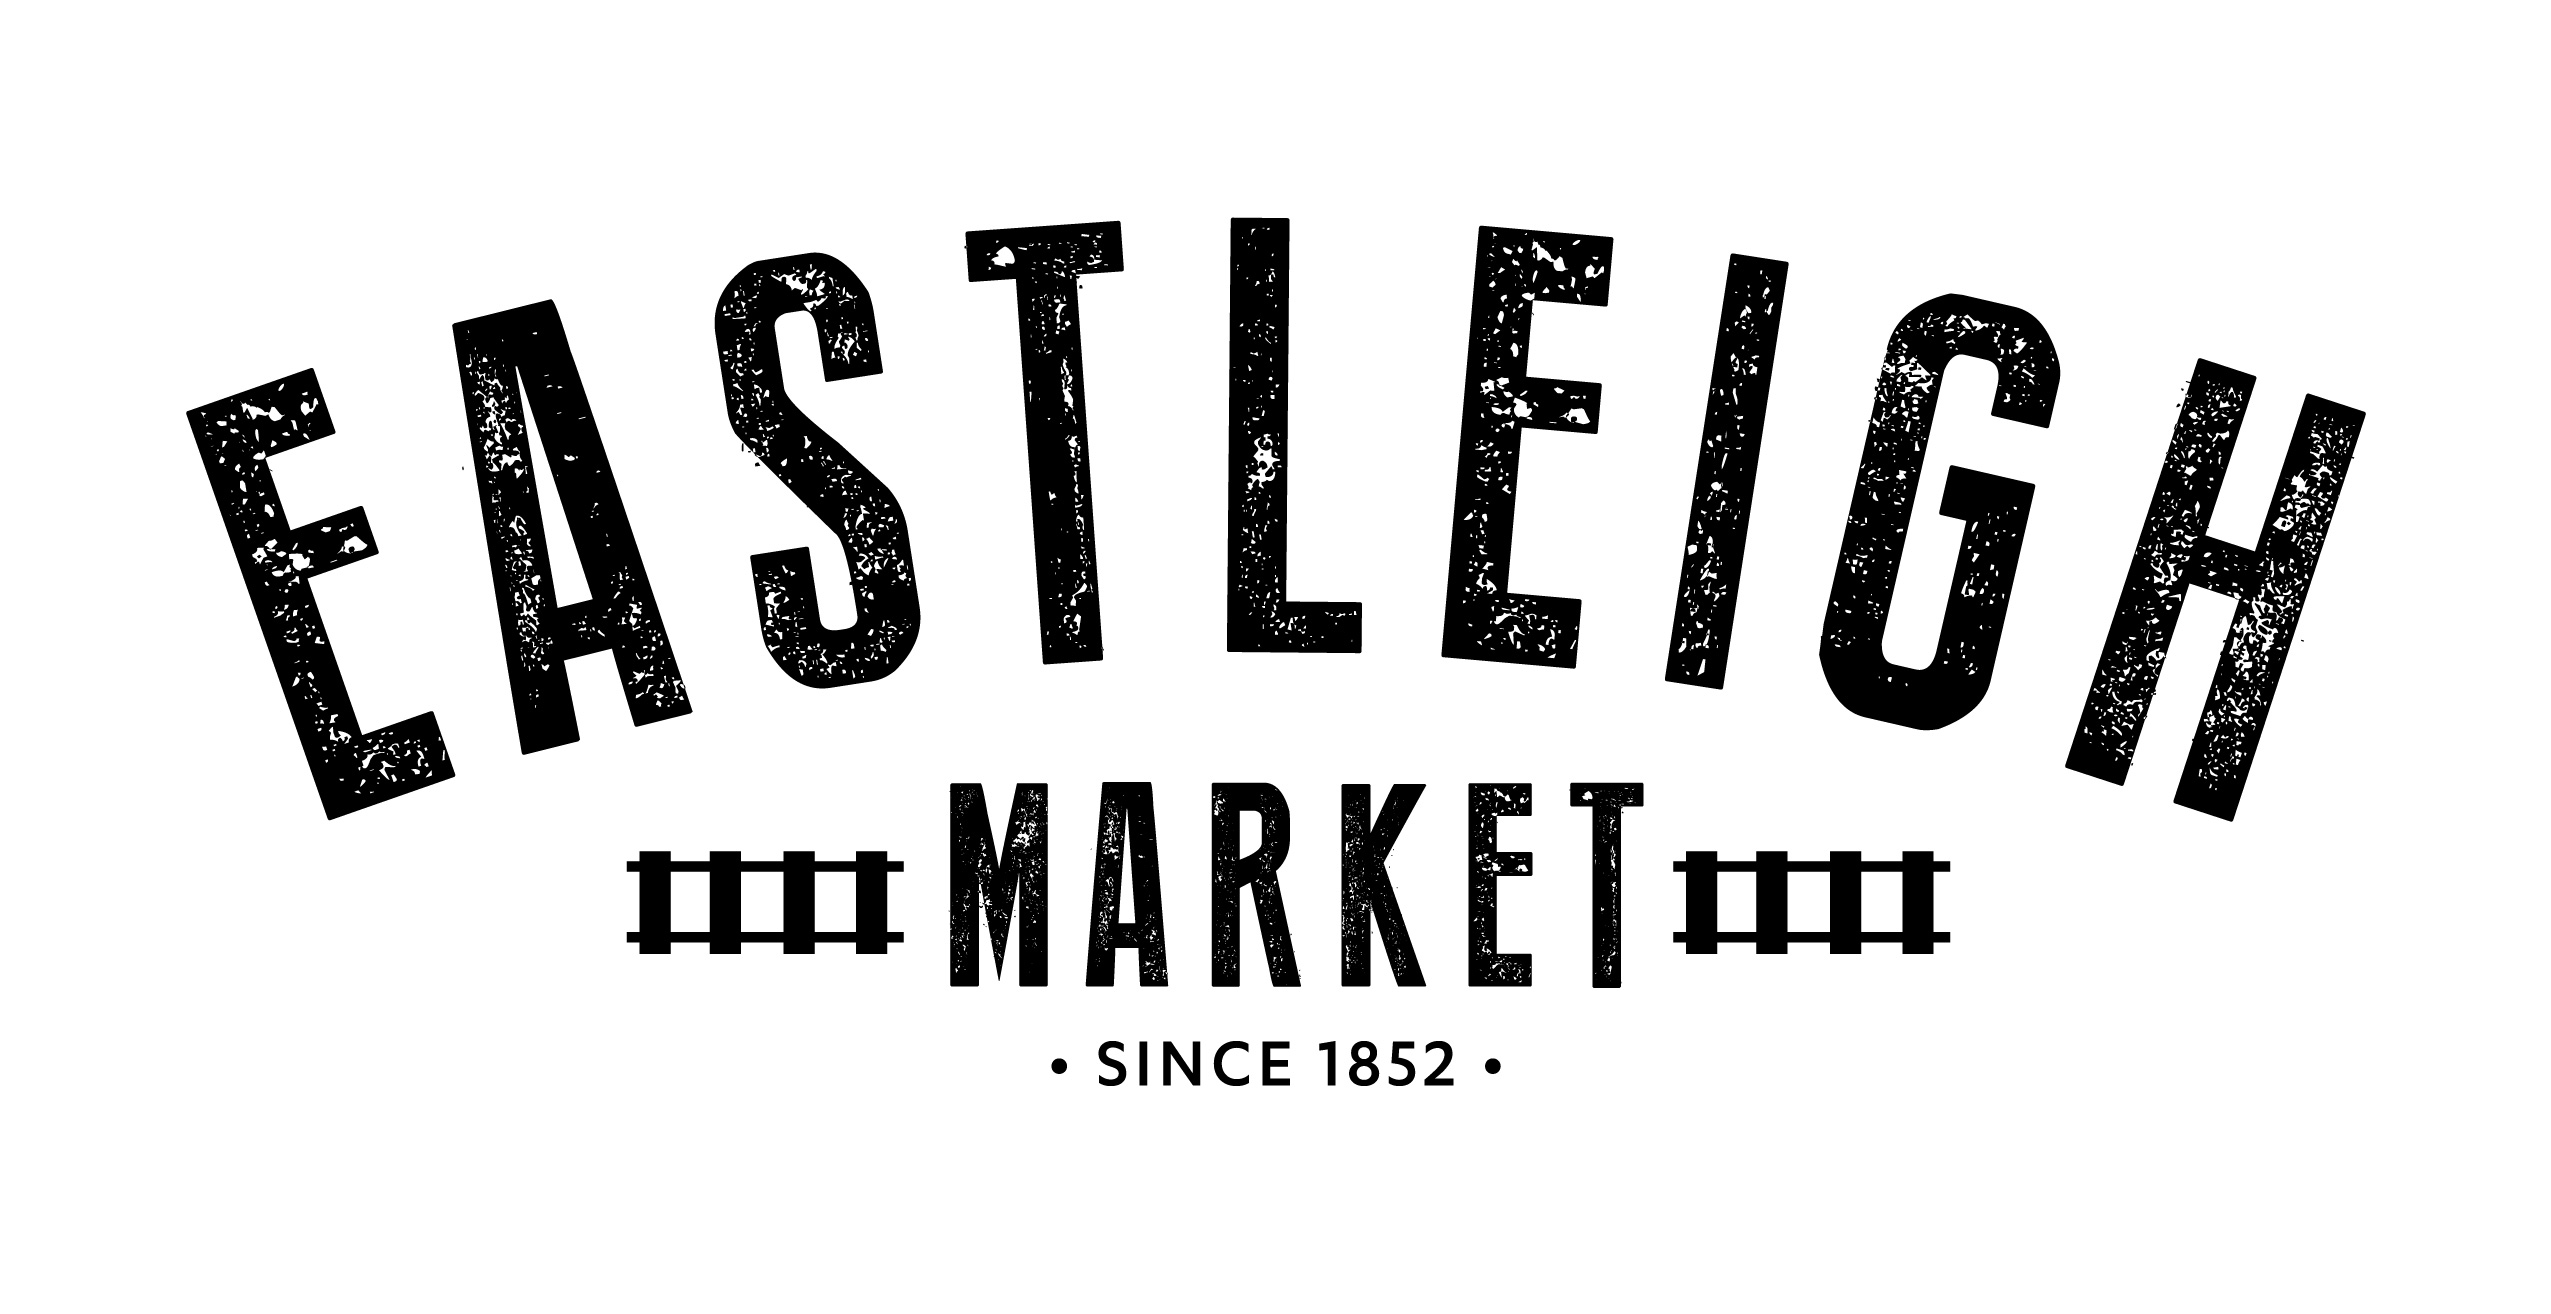 EASTLEIGH
MARKET
• SINCE 1852 •